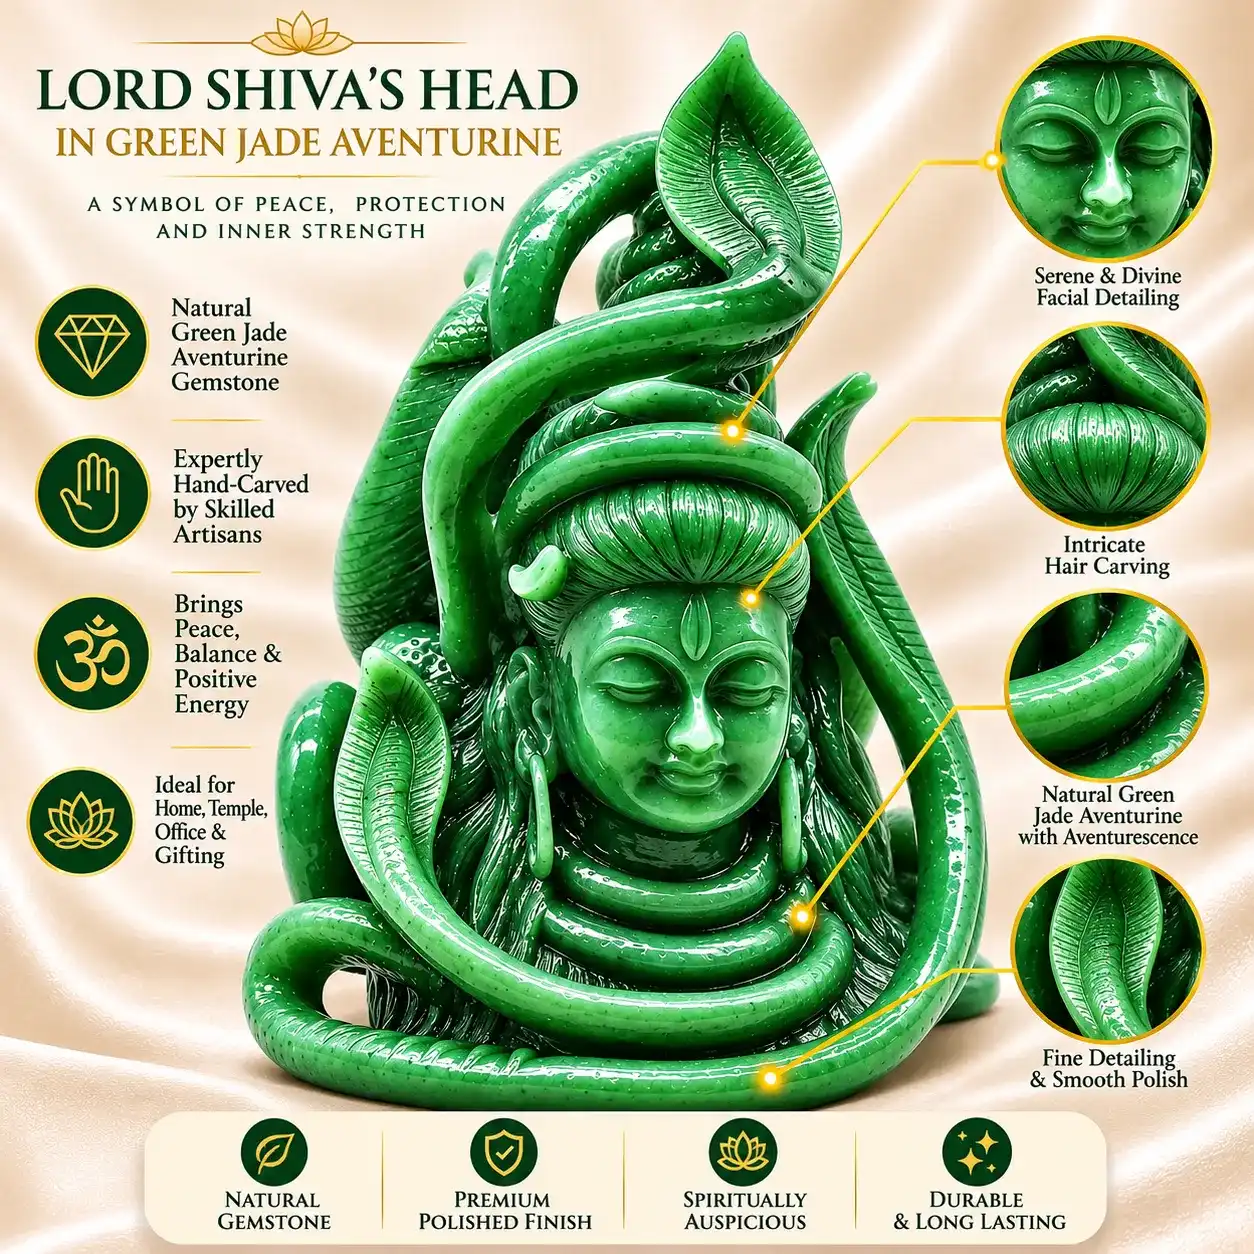 LORD SHIVA'S HEAD
IN GREEN JADE AVENTURINE
A SYMBOL OF PEACE, PROTECTION
AND INNER STRENGTH
Natural
Green Jade
Aventurine
Gemstone
Expertly
Hand-Carved
by Skilled
Artisans
ॐ
Brings
Peace,
Balance &
Positive
Energy
Ideal for
Home, Temple,
Office &
Gifting
Serene & Divine
Facial Detailing
Intricate
Hair Carving
Natural Green
Jade Aventurine
with Aventurescence
Fine Detailing
& Smooth Polish
NATURAL
GEMSTONE
PREMIUM
POLISHED FINISH
SPIRITUALLY
AUSPICIOUS
DURABLE
& LONG LASTING